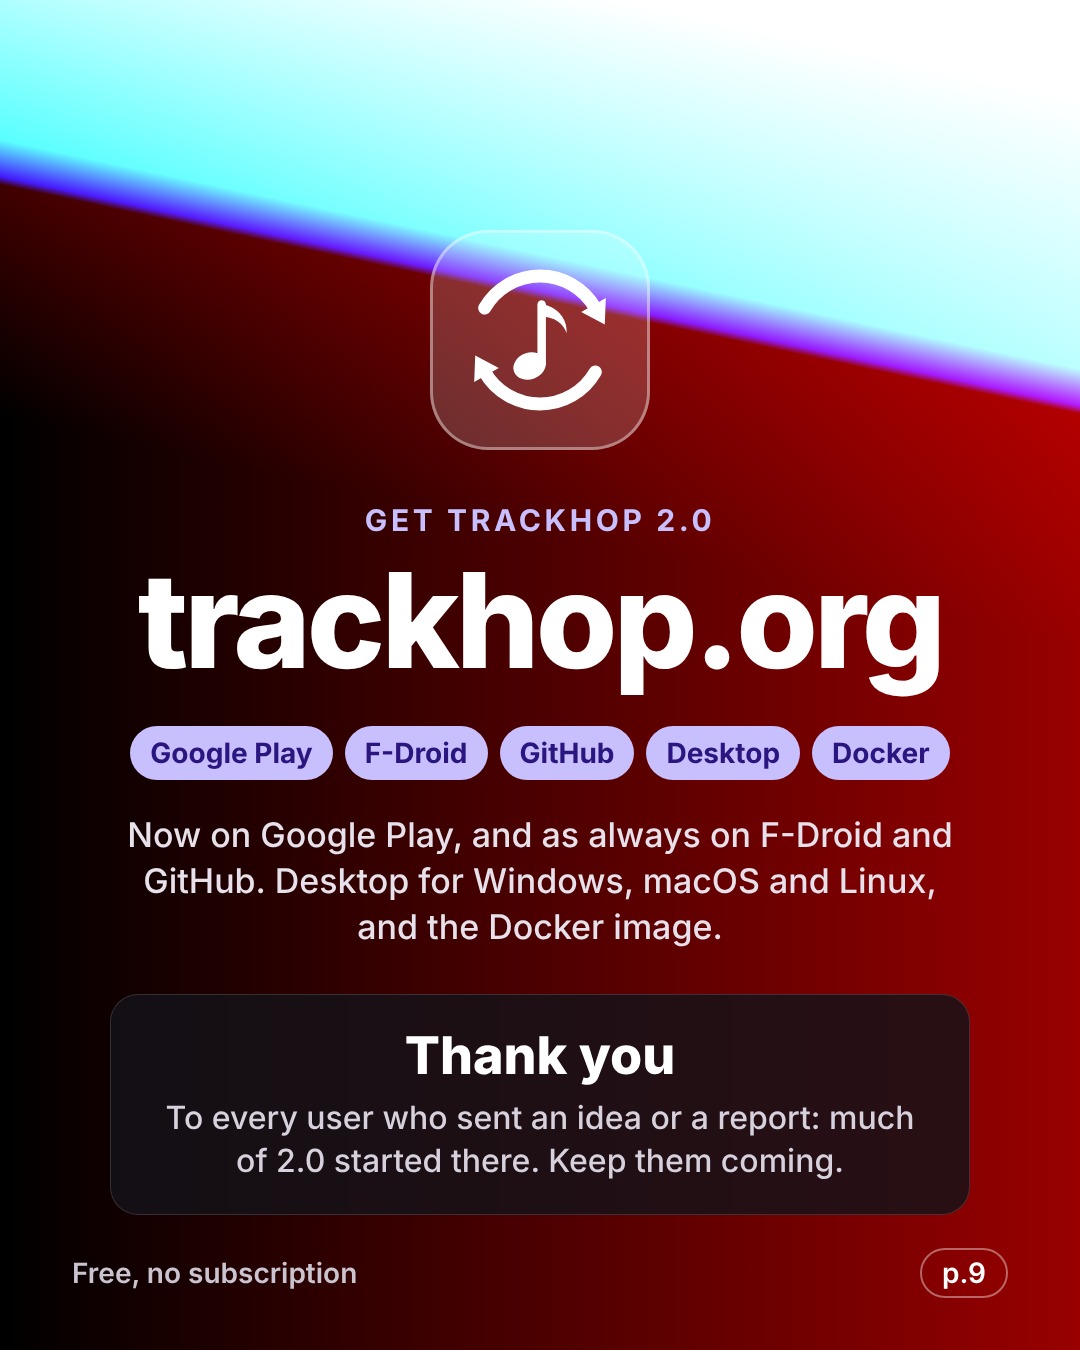 GET TRACKHOP 2.0
trackhop.org
Google Play F-Droid GitHub Desktop Docker
Now on Google Play, and as always on F-Droid and
GitHub. Desktop for Windows, macOS and Linux,
and the Docker image.
Thank you
To every user who sent an idea or a report: much
of 2.0 started there. Keep them coming.
Free, no subscription
p.9